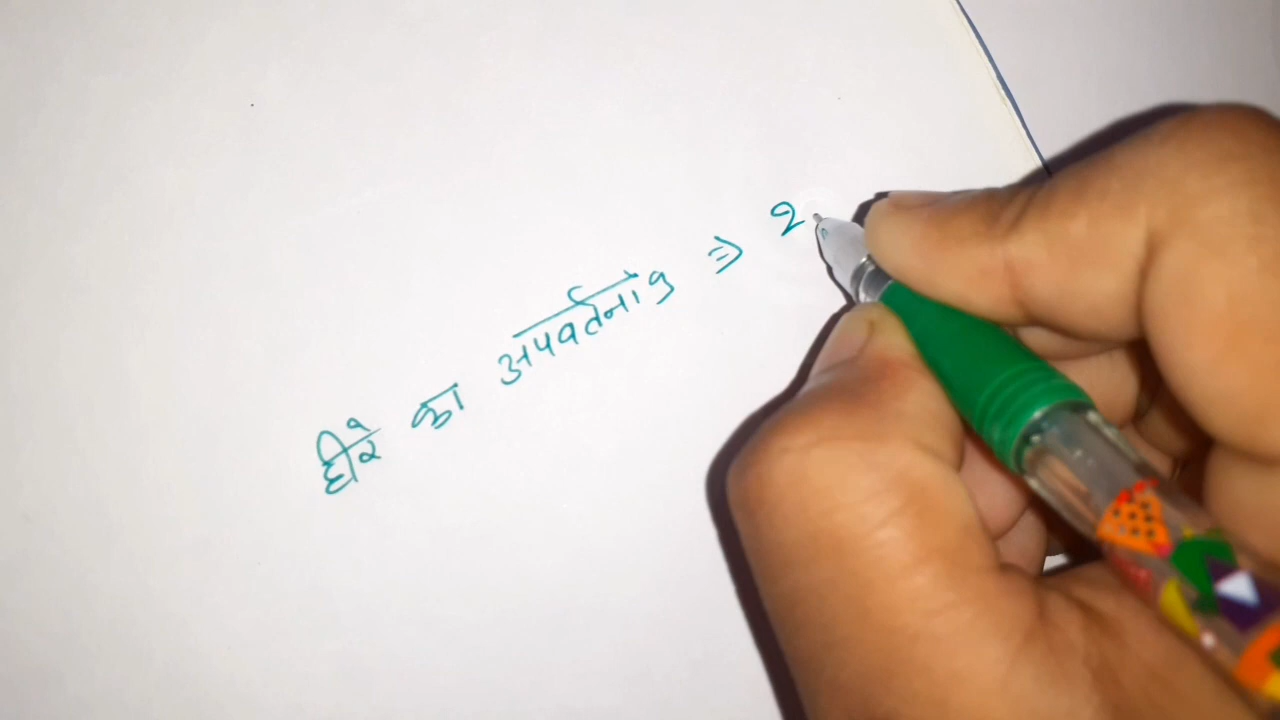 हीरे का अपवर्तनांक ⇒ 2.